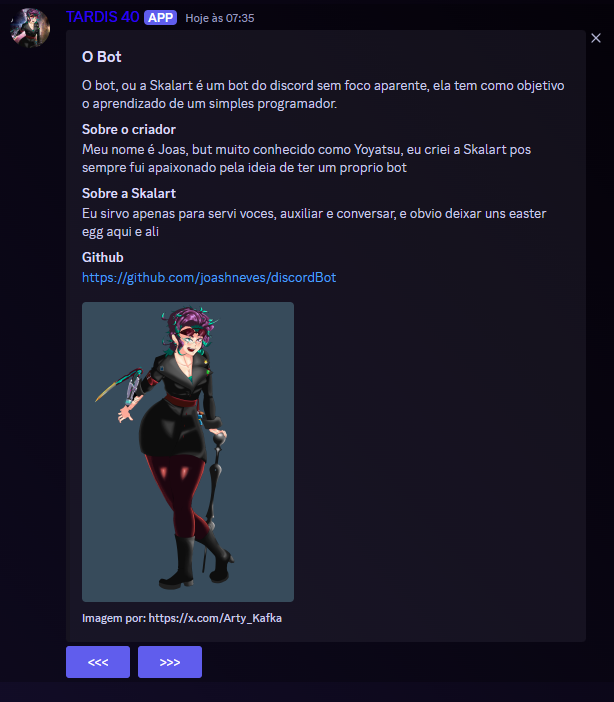 TARDIS 40 APP Hoje às 07:35
O Bot
O bot, ou a Skalart é um bot do discord sem foco aparente, ela tem como objetivo
o aprendizado de um simples programador.
Sobre o criador
Meu nome é Joas, but muito conhecido como Yoyatsu, eu criei a Skalart pos
sempre fui apaixonado pela ideia de ter um proprio bot
Sobre a Skalart
Eu sirvo apenas para servi voces, auxiliar e conversar, e obvio deixar uns easter
egg aqui e ali
Github
https://github.com/joashneves/discordBot
Imagem por: https://x.com/Arty_Kafka
<<< >>>